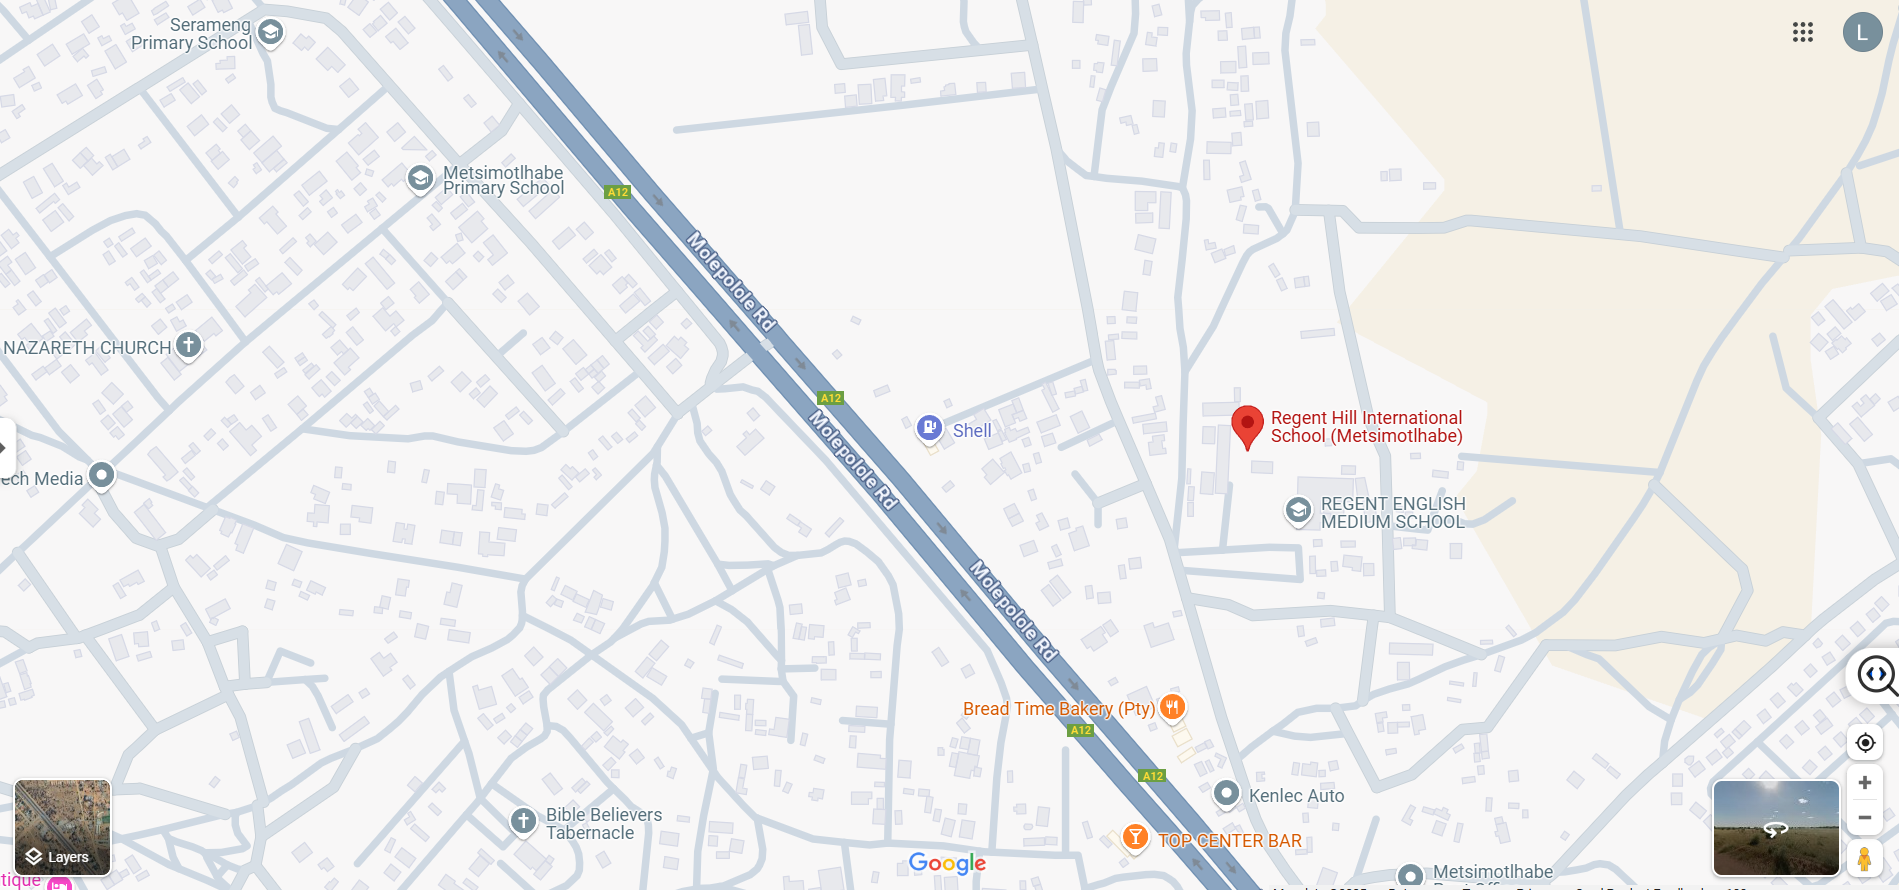 Serameng
Primary School
L
Metsimotlhabe
Primary School
A12
Molepolole Rd
NAZARETH CHURCH
A12
Molepolole Rd
Shell
Regent Hill International
School (Metsimotlhabe)
ech Media
REGENT ENGLISH
MEDIUM SCHOOL
Molepolole Rd
Bread Time Bakery (Pty)
A12
A12
Kenlec Auto
Bible Believers
Tabernacle
TOP CENTER BAR
Layers
Google
Metsimotlhabe
tique